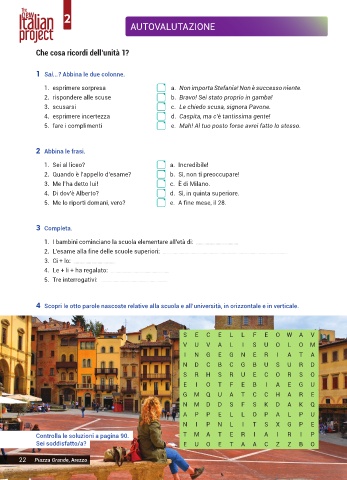 The
new
Italian
project
2
AUTOVALUTAZIONE
Che cosa ricordi dell'unità 1?
1 Sai...? Abbina le due colonne.
1. esprimere sorpresa
2. rispondere alle scuse
3. scusarsi
4. esprimere incertezza
5. fare i complimenti
a. Non importa Stefania! Non è successo niente.
b. Bravo! Sei stato proprio in gamba!
c. Le chiedo scusa, signora Pavone.
d. Caspita, ma c'è tantissima gente!
e. Mah! Al tuo posto forse avrei fatto lo stesso.
2 Abbina le frasi.
1. Sei al liceo?
2. Quando è l'appello d'esame?
3. Me l'ha detto lui!
4. Di dov'è Alberto?
5. Me lo riporti domani, vero?
a. Incredibile!
b. Sì, non ti preoccupare!
c. È di Milano.
d. Sì, in quinta superiore.
e. A fine mese, il 28.
3 Completa.
1. I bambini cominciano la scuola elementare all'età di:
2. L'esame alla fine delle scuole superiori:
3. Ci + lo:
4. Le + li + ha regalato:
5. Tre interrogativi:
4 Scopri le otto parole nascoste relative alla scuola e all'università, in orizzontale e in verticale.
S E C E L L F E O W A V
V U V A L I S U O L O M
I N G E G N E R I A T A
N D C B C G B U S U R D
S R H S R U E C O R S O
E I O T F E B I A E G U
G M Q U A T C C H A R E
N M D D S F S K D A K Q
A P P E L L O P A L P U
N I P N L I T S X G P E
T M A T E R I A I R I P
E U O E T A A C Z Z B O
Controlla le soluzioni a pagina 90.
Sei soddisfatto/a?
22 Piazza Grande, Arezzo